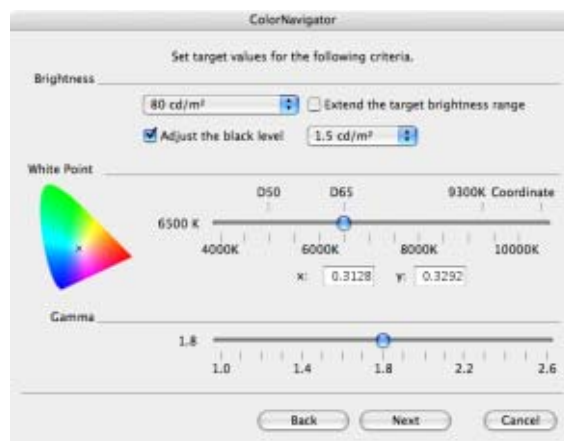 ColorNavigator
Set target values for the following criteria.
Brightness
80 cd/m² Extend the target brightness range
Adjust the black level 1.5 cd/m²
White Point
D50 D65 9300K Coordinate
6500 K
4000K 6000K 8000K 10000K
x: 0.3128 y: 0.3292
Gamma
1.8
1.0 1.4 1.8 2.2 2.6
Back Next Cancel